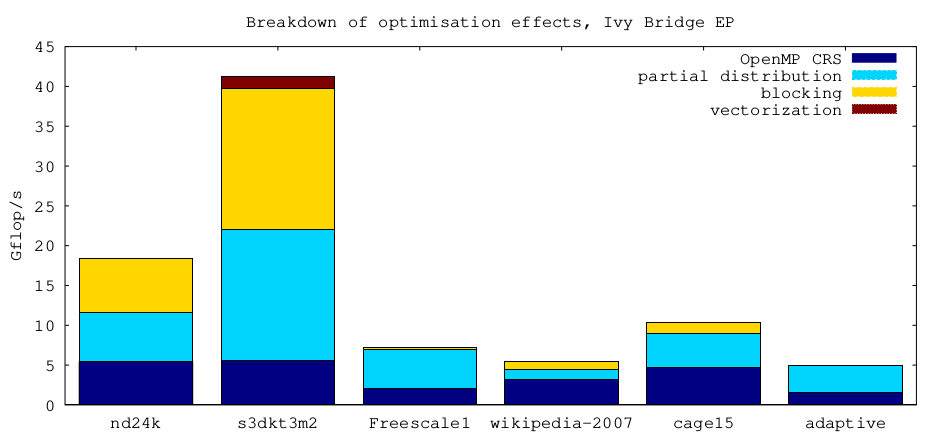 Breakdown of optimisation effects, Ivy Bridge EP
45
40
35
30
25
20
15
10
5
0
Gflop/s
OpenMP CRS
partial distribution
blocking
vectorization
nd24k s3dkt3m2 Freescale1 wikipedia-2007 cage15 adaptive